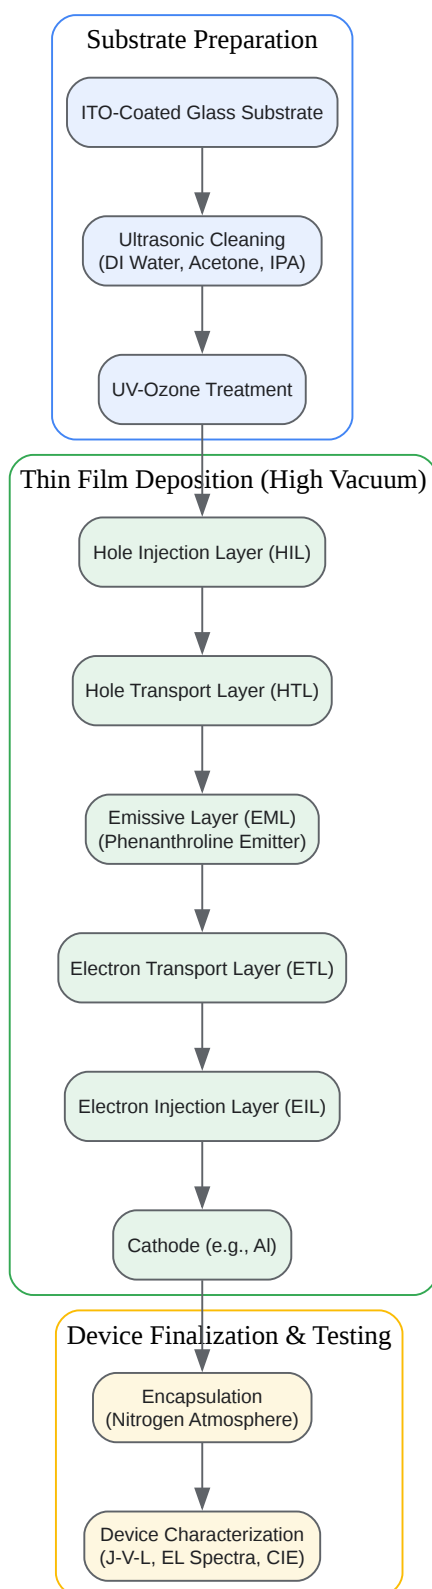 Substrate Preparation
ITO-Coated Glass Substrate
Ultrasonic Cleaning
(DI Water, Acetone, IPA)
UV-Ozone Treatment
Thin Film Deposition (High Vacuum)
Hole Injection Layer (HIL)
Hole Transport Layer (HTL)
Emissive Layer (EML)
(Phenanthroline Emitter)
Electron Transport Layer (ETL)
Electron Injection Layer (EIL)
Cathode (e.g., Al)
Device Finalization & Testing
Encapsulation
(Nitrogen Atmosphere)
Device Characterization
(J-V-L, EL Spectra, CIE)